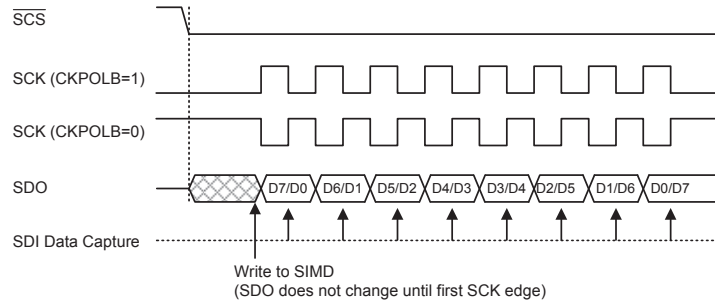 SCS
SCK (CKPOLB=1)
SCK (CKPOLB=0)
SDO
D7/D0 D6/D1 D5/D2 D4/D3 D3/D4 D2/D5 D1/D6 D0/D7
SDI Data Capture
Write to SIMD
(SDO does not change until first SCK edge)